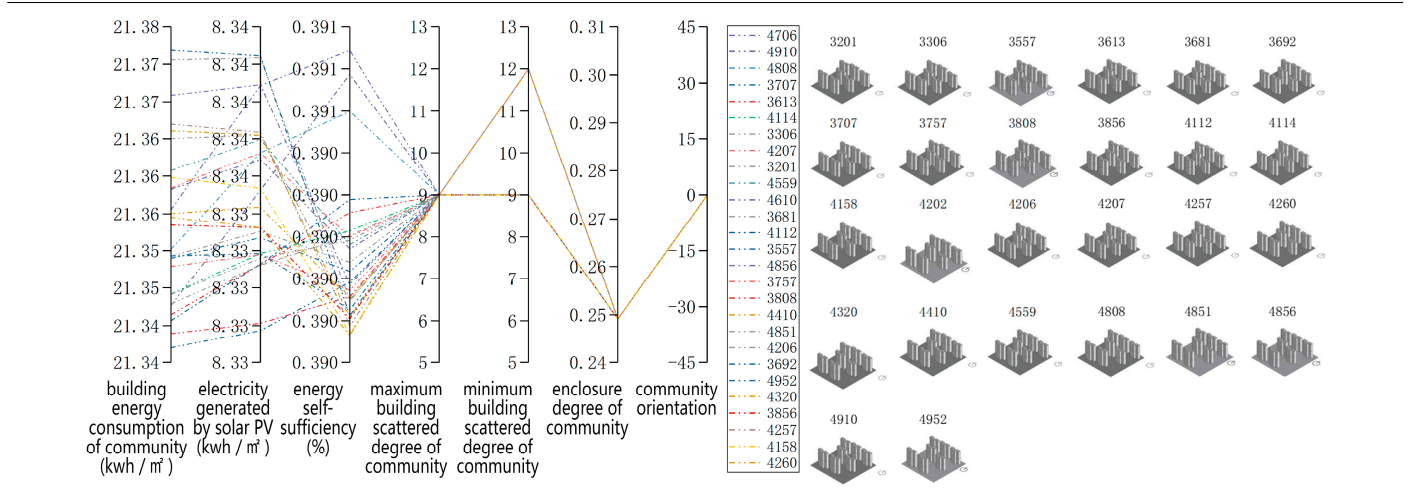 21.38
21.37
21.37
21.36
21.36
21.36
21.35
21.35
21.34
21.34
building
energy
consumption
of community
(kwh / ㎡)
8.34
8.34
8.34
8.34
8.33
8.33
8.33
8.33
8.33
electricity
generated
by solar PV
(kwh / ㎡)
0.391
0.391
0.391
0.390
0.390
0.390
0.390
0.390
0.390
energy
self-
sufficiency
(%)
13
12
11
10
9
8
7
6
5
maximum
building
scattered
degree of
community
13
12
11
10
9
8
7
6
5
minimum
building
scattered
degree of
community
0.31
0.30
0.29
0.28
0.27
0.26
0.25
0.24
enclosure
degree of
community
45
30
15
0
−15
−30
−45
community
orientation
4706
4910
4808
3707
3613
4114
3306
4207
3201
4559
4610
3681
4112
3557
4856
3757
3808
4410
4851
4206
3692
4952
4320
3856
4257
4158
4260
3201 3306 3557 3613 3681 3692
3707 3757 3808 3856 4112 4114
4158 4202 4206 4207 4257 4260
4320 4410 4559 4808 4851 4856
4910 4952